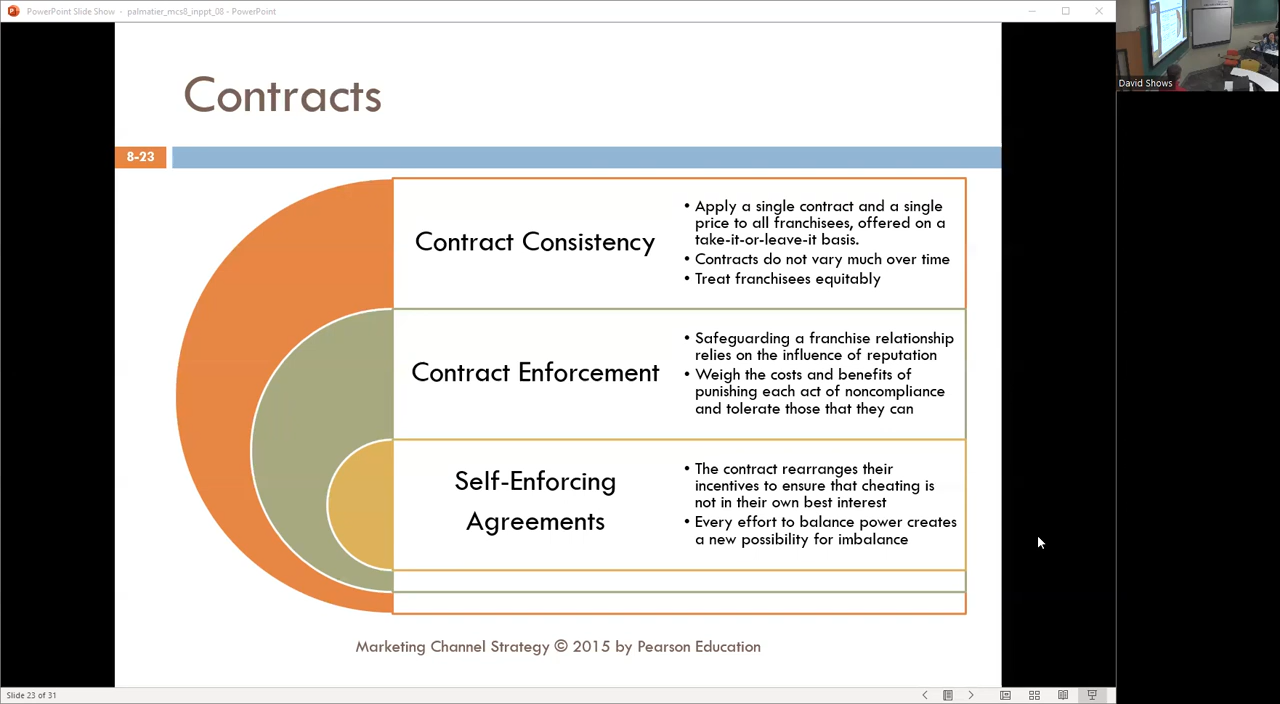 PowerPoint Slide Show - palmatier_mcs8_inppt_08 - PowerPoint
David Shows
Contracts
8-23
Contract Consistency
• Apply a single contract and a single
price to all franchisees, offered on a
take-it-or-leave-it basis.
• Contracts do not vary much over time
• Treat franchisees equitably
Contract Enforcement
• Safeguarding a franchise relationship
relies on the influence of reputation
• Weigh the costs and benefits of
punishing each act of noncompliance
and tolerate those that they can
Self-Enforcing
Agreements
• The contract rearranges their
incentives to ensure that cheating is
not in their own best interest
• Every effort to balance power creates
a new possibility for imbalance
Marketing Channel Strategy © 2015 by Pearson Education
Slide 23 of 31